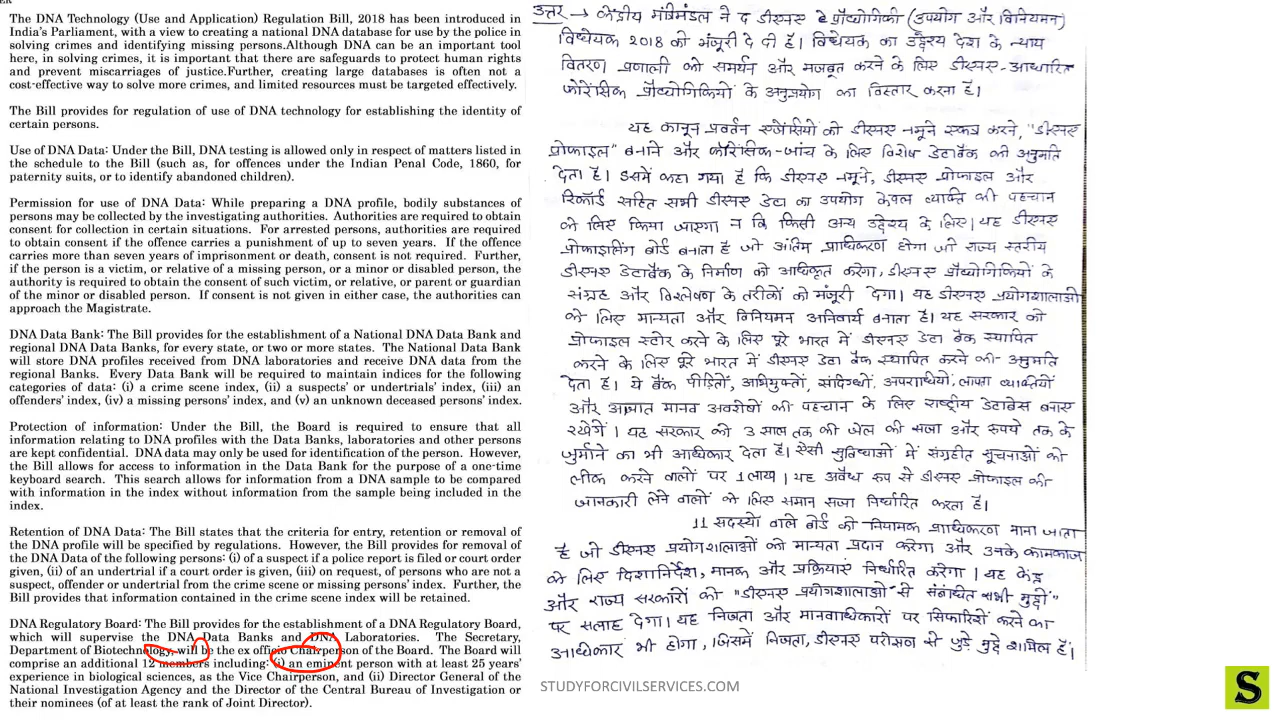 The DNA Technology (Use and Application) Regulation Bill, 2018 has been introduced in
India's Parliament, with a view to creating a national DNA database for use by the police in
solving crimes and identifying missing persons.Although DNA can be an important tool
here, in solving crimes, it is important that there are safeguards to protect human rights
and prevent miscarriages of justice.Further, creating large databases is often not a
cost-effective way to solve more crimes, and limited resources must be targeted effectively.
The Bill provides for regulation of use of DNA technology for establishing the identity of
certain persons.
Use of DNA Data: Under the Bill, DNA testing is allowed only in respect of matters listed in
the schedule to the Bill (such as, for offences under the Indian Penal Code, 1860, for
paternity suits, or to identify abandoned children).
Permission for use of DNA Data: While preparing a DNA profile, bodily substances of
persons may be collected by the investigating authorities. Authorities are required to obtain
consent for collection in certain situations. For arrested persons, authorities are required
to obtain consent if the offence carries a punishment of up to seven years. If the offence
carries more than seven years of imprisonment or death, consent is not required. Further,
if the person is a victim, or relative of a missing person, or a minor or disabled person, the
authority is required to obtain the consent of such victim, or relative, or parent or guardian
of the minor or disabled person. If consent is not given in either case, the authorities can
approach the Magistrate.
DNA Data Bank: The Bill provides for the establishment of a National DNA Data Bank and
regional DNA Data Banks, for every state, or two or more states. The National Data Bank
will store DNA profiles received from DNA laboratories and receive DNA data from the
regional Banks. Every Data Bank will be required to maintain indices for the following
categories of data: (i) a crime scene index, (ii) a suspects' or undertrials' index, (iii) an
offenders' index, (iv) a missing persons' index, and (v) an unknown deceased persons' index.
Protection of information: Under the Bill, the Board is required to ensure that all
information relating to DNA profiles with the Data Banks, laboratories and other persons
are kept confidential. DNA data may only be used for identification of the person. However,
the Bill allows for access to information in the Data Bank for the purpose of a one-time
keyboard search. This search allows for information from a DNA sample to be compared
with information in the index without information from the sample being included in the
index.
Retention of DNA Data: The Bill states that the criteria for entry, retention or removal of
the DNA profile will be specified by regulations. However, the Bill provides for removal of
the DNA Data of the following persons: (i) of a suspect if a police report is filed or court order
given, (ii) of an undertrial if a court order is given, (iii) on request, of persons who are not a
suspect, offender or undertrial from the crime scene or missing persons' index. Further, the
Bill provides that information contained in the crime scene index will be retained.
DNA Regulatory Board: The Bill provides for the establishment of a DNA Regulatory Board,
which will supervise the DNA Data Banks and DNA Laboratories. The Secretary,
Department of Biotechnology, will be the ex officio Chairperson of the Board. The Board will
comprise an additional 12 members including: (i) an eminent person with at least 25 years'
experience in biological sciences, as the Vice Chairperson, and (ii) Director General of the
National Investigation Agency and the Director of the Central Bureau of Investigation or
their nominees (of at least the rank of Joint Director).
उत्तर → केंद्रीय मंत्रिमंडल ने द डीएनए प्रौद्योगिकी (उपयोग और विनियमन)
विधेयक 2018 को मंजूरी दे दी है। विधेयक का उद्देश्य देश के न्याय
वितरण प्रणाली को समर्थन और मजबूत करने के लिए डीएनए-आधारित
फोरेंसिक प्रौद्योगिकियों के अनुप्रयोग का विस्तार करना है।
यह कानून प्रवर्तन एजेंसियों को डीएनए नमूने एकत्र करने, "डीएनए
प्रोफाइल" बनाने और फोरेंसिक-जांच के लिए विशेष डेटाबैंक की अनुमति
देता है। इसमें कहा गया है कि डीएनए नमूने, डीएनए प्रोफाइल और
रिकॉर्ड सहित सभी डीएनए डेटा का उपयोग केवल व्यक्ति की पहचान
के लिए किया जाएगा न कि किसी अन्य उद्देश्य के लिए। यह डीएनए
प्रोफाइलिंग बोर्ड बनाता है जो अंतिम प्राधिकरण होगा जो राज्य स्तरीय
डीएनए डेटाबैंक के निर्माण को अधिकृत करेगा, डीएनए प्रौद्योगिकियों के
संग्रह और विश्लेषण के तरीकों को मंजूरी देगा। यह डीएनए प्रयोगशालाओं
के लिए मान्यता और विनियमन अनिवार्य बनाता है। यह सरकार को
प्रोफाइल स्टोर करने के लिए पूरे भारत में डीएनए डेटा बैंक स्थापित
करने के लिए पूरे भारत में डीएनए डेटा बैंक स्थापित करने की अनुमति
देता है। ये बैंक पीड़ितों, अभियुक्तों, संदिग्धों, अपराधियों, लापता व्यक्तियों
और अज्ञात मानव अवशेषों की पहचान के लिए राष्ट्रीय डेटाबेस बनाए
रखेंगें। यह सरकार को 3 साल तक की जेल की सजा और रुपये तक के
जुर्माने का भी अधिकार देता है। ऐसी सुविधाओं में संग्रहीत सूचनाओं को
लीक करने वालों पर 1 लाख। यह अवैध रूप से डीएनए प्रोफाइल की
जानकारी लेने वालों के लिए समान सजा निर्धारित करता है।
11 सदस्यों वाले बोर्ड को नियामक प्राधिकरण माना जाता
है जो डीएनए प्रयोगशालाओं को मान्यता प्रदान करेगा और उनके कामकाज
के लिए दिशानिर्देश, मानक और प्रक्रियाएं निर्धारित करेगा। यह केंद्र
और राज्य सरकारों को "डीएनए प्रयोगशालाओं से संबंधित सभी मुद्दों"
पर सलाह देगा। यह निजता और मानवाधिकारों पर सिफारिशें करने का
अधिकार भी होगा, जिसमें निजता, डीएनए परीक्षण से जुड़े मुद्दे शामिल हैं।
STUDYFORCIVILSERVICES.COM
S